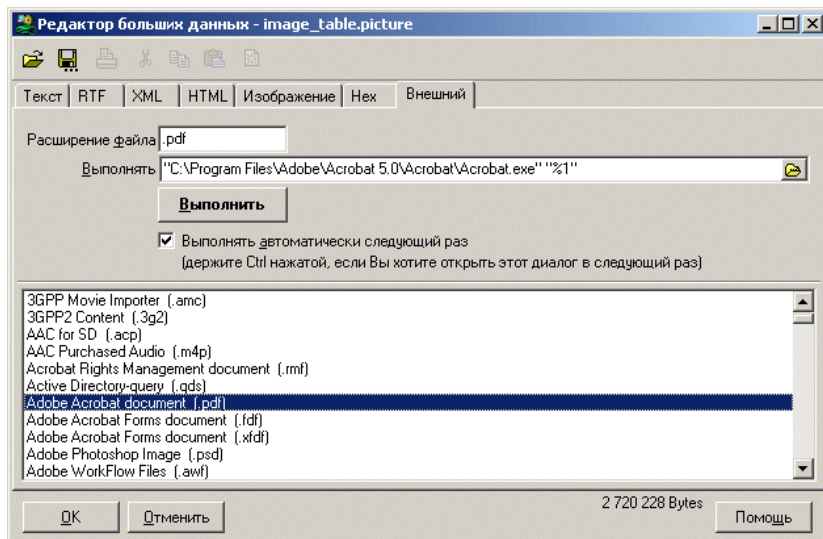 Редактор больших данных - image_table.picture
Текст RTF XML HTML Изображение Hex Внешний
Расширение файла .pdf
Выполнять "C:\Program Files\Adobe\Acrobat 5.0\Acrobat\Acrobat.exe" "%1"
Выполнить
Выполнять автоматически следующий раз
(держите Ctrl нажатой, если Вы хотите открыть этот диалог в следующий раз)
3GPP Movie Importer (.amc)
3GPP2 Content (.3g2)
AAC for SD (.acp)
AAC Purchased Audio (.m4p)
Acrobat Rights Management document (.rmf)
Active Directory-query (.qds)
Adobe Acrobat document (.pdf)
Adobe Acrobat Forms document (.fdf)
Adobe Acrobat Forms document (.xfdf)
Adobe Photoshop Image (.psd)
Adobe WorkFlow Files (.awf)
2 720 228 Bytes
OK Отменить Помощь